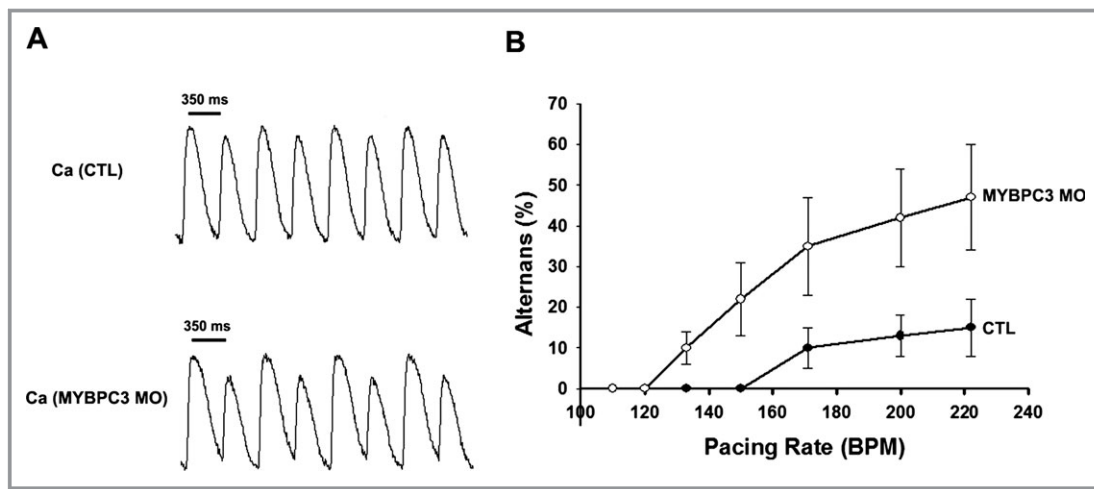 A
350 ms
Ca (CTL)
350 ms
Ca (MYBPC3 MO)
B
70
60
50
40
30
20
10
0
Alternans (%)
MYBPC3 MO
CTL
100 120 140 160 180 200 220 240
Pacing Rate (BPM)